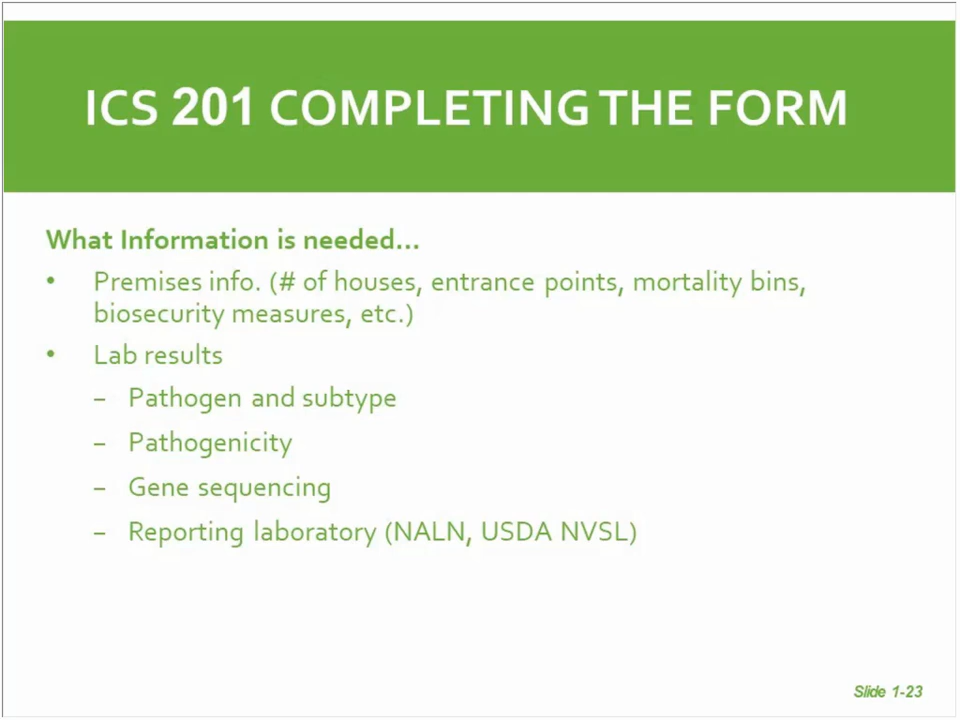 ICS 201 COMPLETING THE FORM
What Information is needed…
• Premises info. (# of houses, entrance points, mortality bins,
biosecurity measures, etc.)
• Lab results
– Pathogen and subtype
– Pathogenicity
– Gene sequencing
– Reporting laboratory (NALN, USDA NVSL)
Slide 1-23